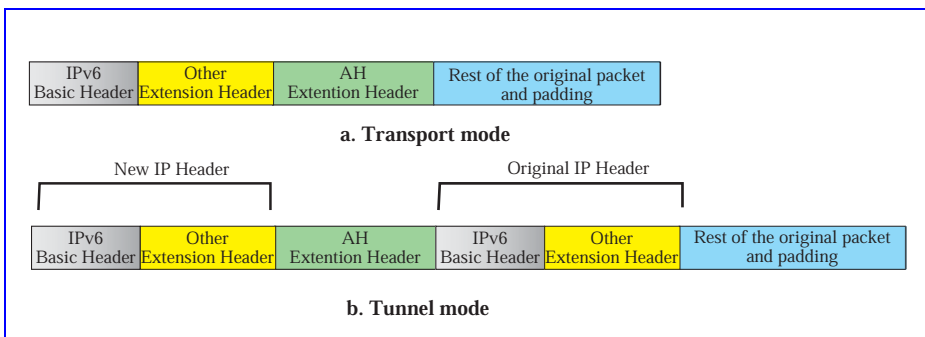 IPv6
Basic Header
Other
Extension Header
AH
Extention Header
Rest of the original packet
and padding
a. Transport mode
New IP Header
Original IP Header
IPv6
Basic Header
Other
Extension Header
AH
Extention Header
IPv6
Basic Header
Other
Extension Header
Rest of the original packet
and padding
b. Tunnel mode